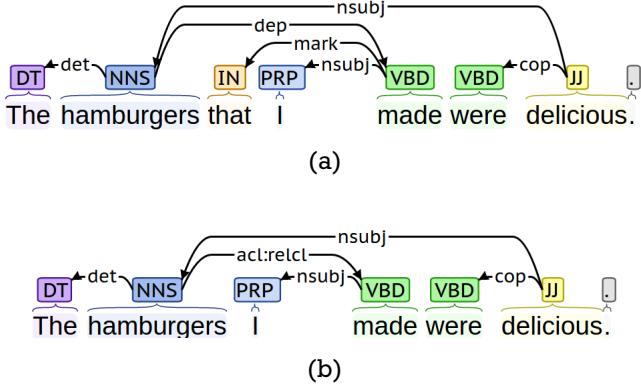 nsubj
dep
mark
DT det NNS IN PRP nsubj VBD VBD cop JJ .
The hamburgers that I made were delicious.
(a)
nsubj
acl:relcl
DT det NNS PRP nsubj VBD VBD cop JJ .
The hamburgers I made were delicious.
(b)